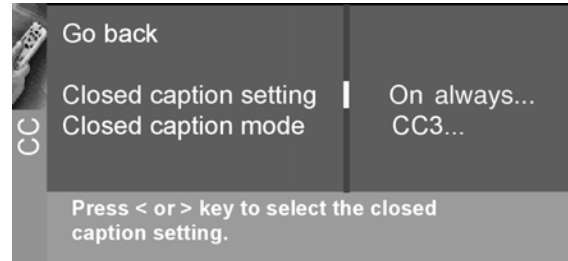 Go back
Closed caption setting On always...
Closed caption mode CC3...
CC
Press < or > key to select the closed
caption setting.